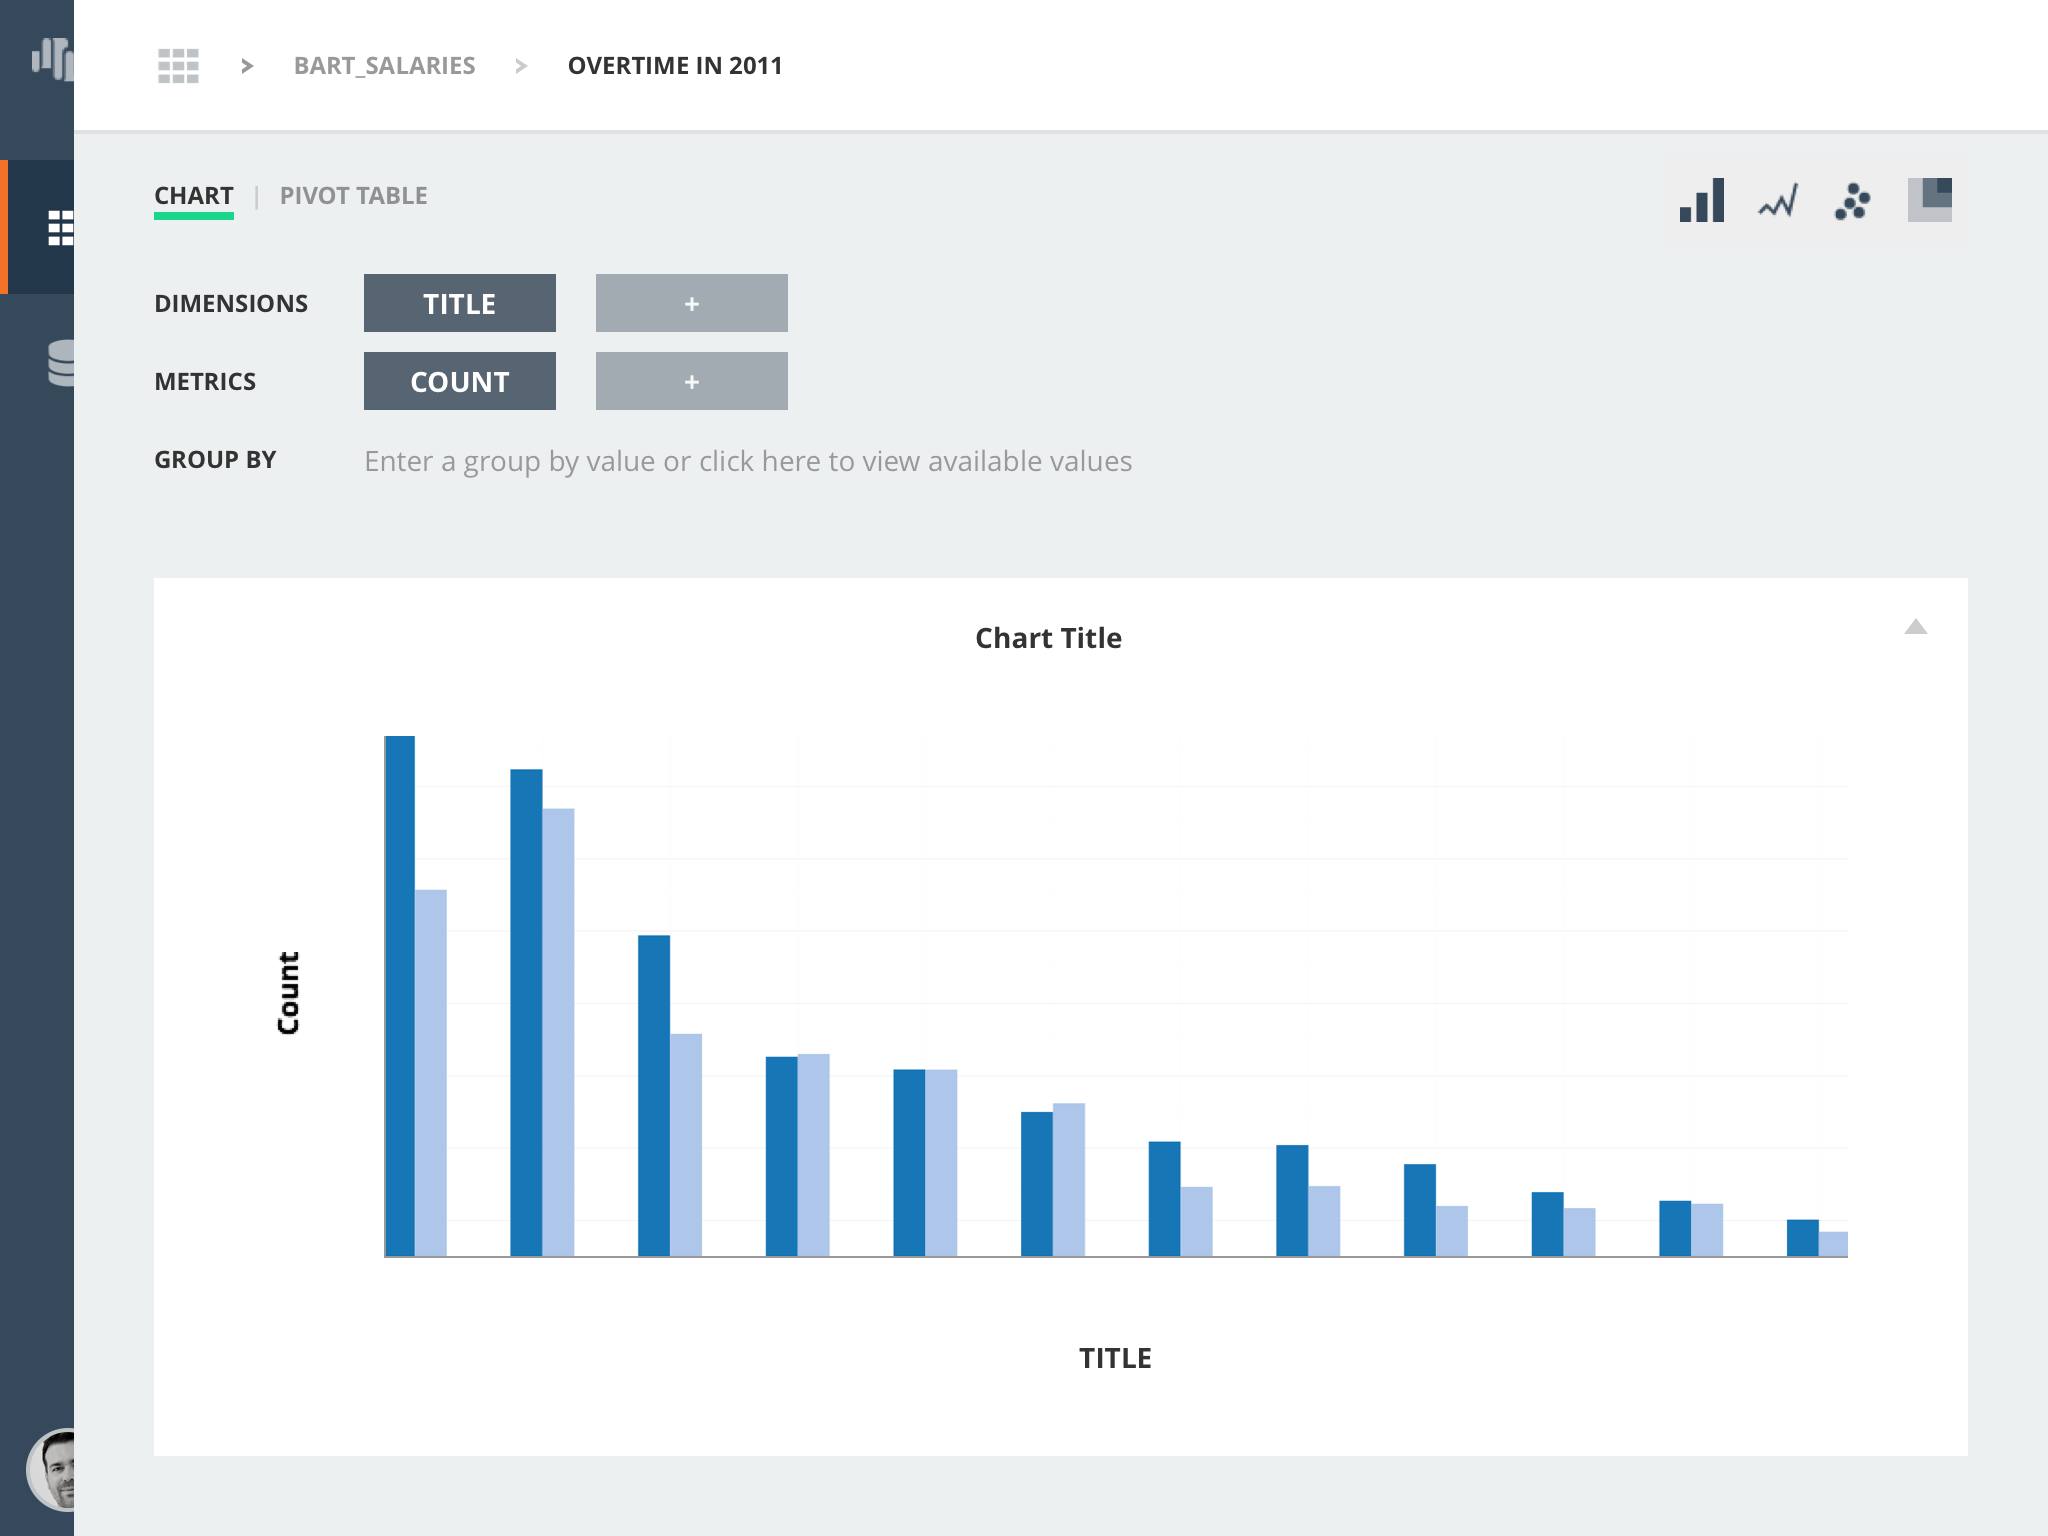 > BART_SALARIES > OVERTIME IN 2011
CHART | PIVOT TABLE
DIMENSIONS TITLE +
METRICS COUNT +
GROUP BY Enter a group by value or click here to view available values
Chart Title
Count
TITLE